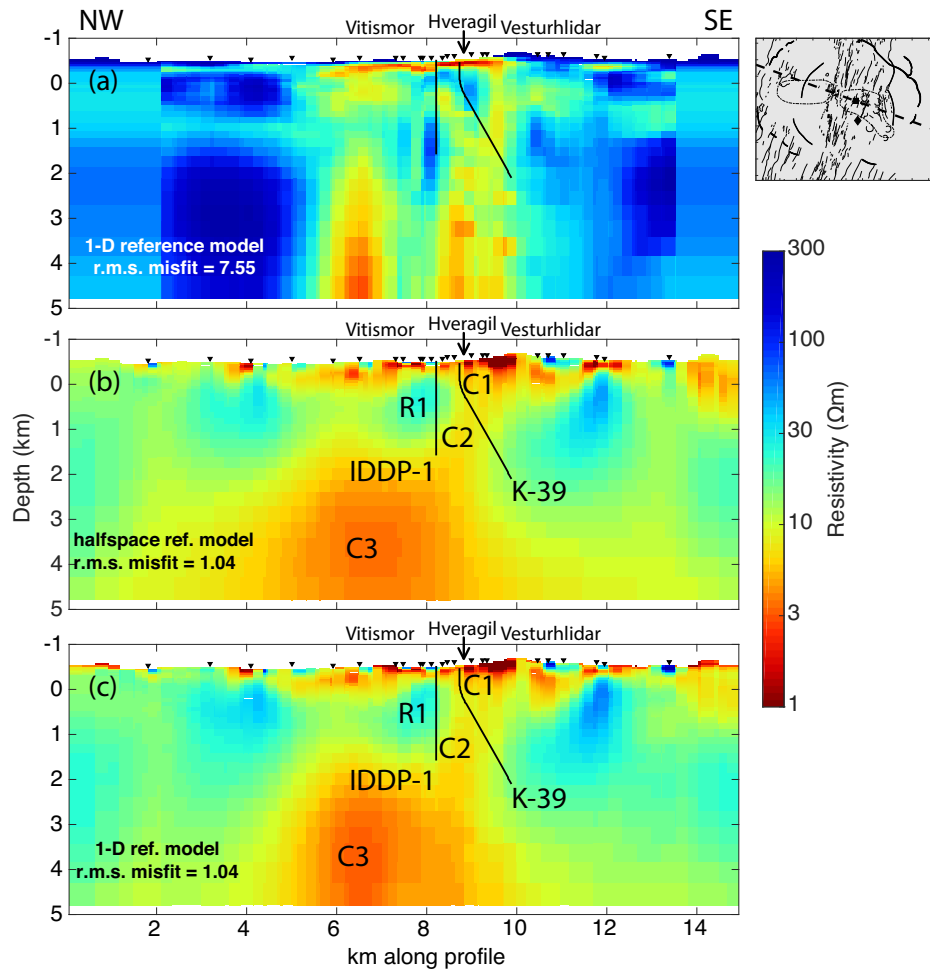 NW
Vitismor
Hveragil
Vesturhlidar
SE
-1
(a)
0
1
2
3
1-D reference model
r.m.s. misfit = 7.55
4
5
Vitismor
Hveragil
Vesturhlidar
-1
(b)
C1
0
R1
1
C2
IDDP-1
2
K-39
3
halfspace ref. model
r.m.s. misfit = 1.04
C3
4
5
Depth (km)
Vitismor
Hveragil
Vesturhlidar
-1
(c)
C1
0
R1
1
C2
IDDP-1
2
K-39
3
1-D ref. model
r.m.s. misfit = 1.04
C3
4
5
2
4
6
8
10
12
14
km along profile
300
100
30
10
3
1
Resistivity (Ωm)